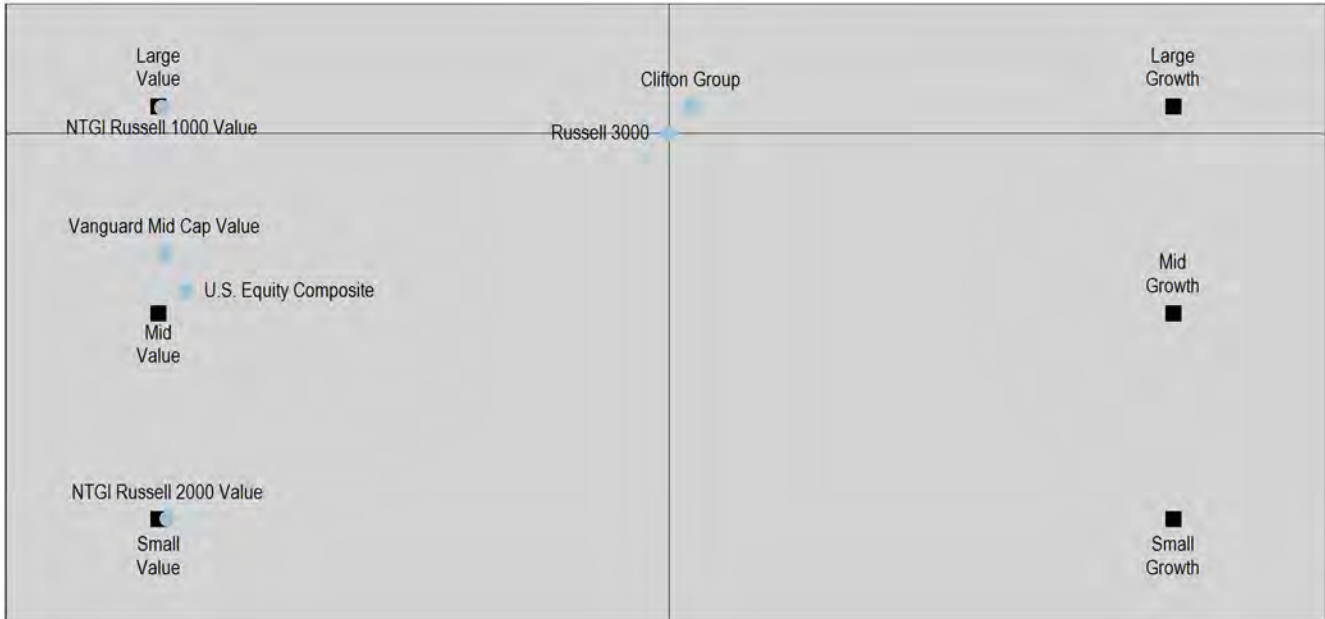 Large
Value
NTGI Russell 1000 Value
Clifton Group
Russell 3000
Large
Growth
Vanguard Mid Cap Value
U.S. Equity Composite
Mid
Value
Mid
Growth
NTGI Russell 2000 Value
Small
Value
Small
Growth